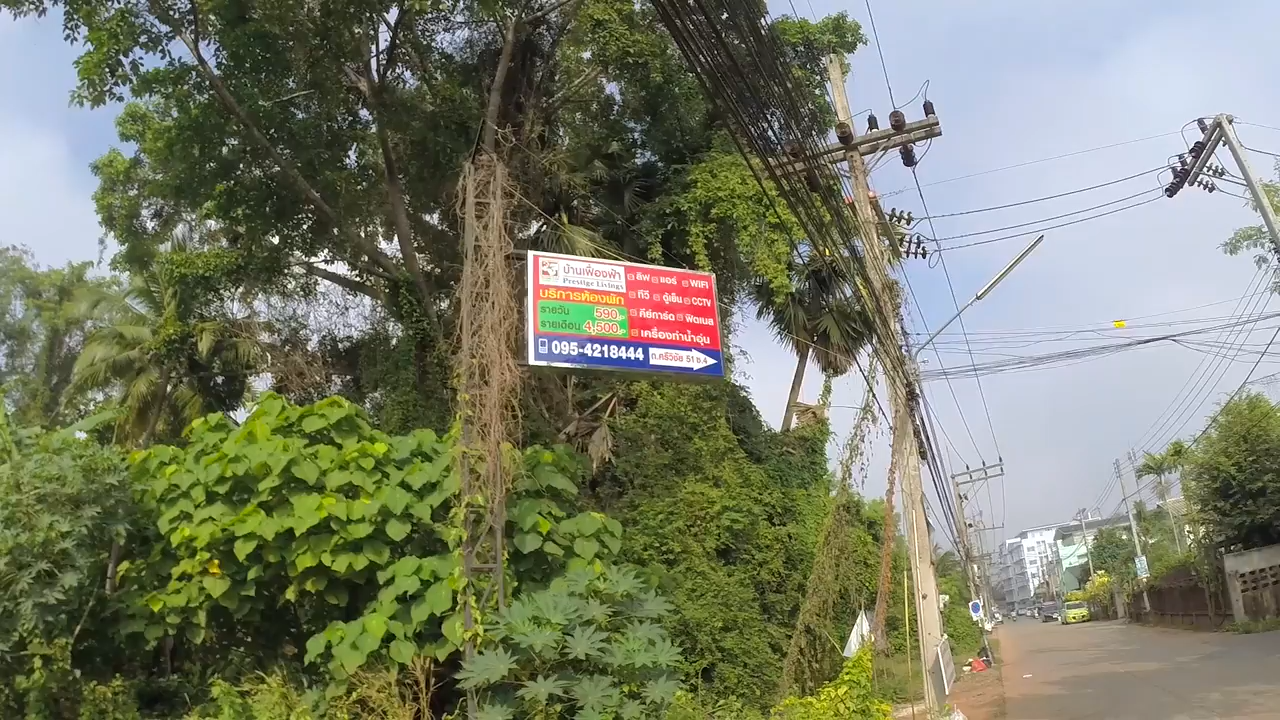 บ้านเฟื่องฟ้า
Prestige Livings
บริการห้องพัก
รายวัน 590.-
รายเดือน 4,500.-
ลิฟ แอร์ WIFI
ทีวี ตู้เย็น CCTV
คีย์การ์ด ฟิตเนส
เครื่องทำน้ำอุ่น
095-4218444
ถ.ศรีวิชัย 51 ซ.4